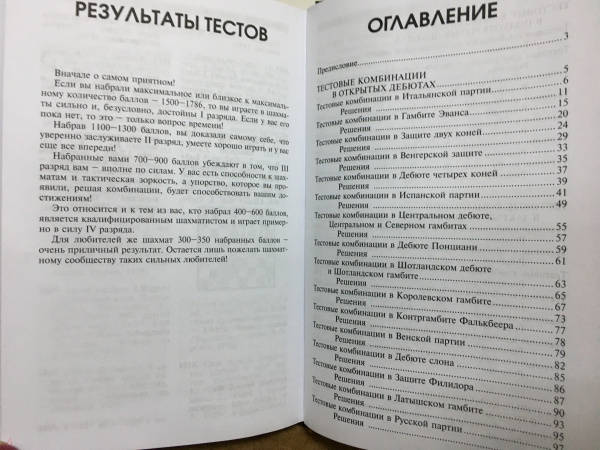 РЕЗУЛЬТАТЫ ТЕСТОВ
Вначале о самом приятном!
Если вы набрали максимальное или близкое к максималь-
ному количество баллов – 1500–1786, то вы играете в шахма-
ты сильно и, безусловно, достойны I разряда. Если у вас его
пока нет, то это – только вопрос времени!
Набрав 1100–1300 баллов, вы доказали самому себе, что
уверенно заслуживаете II разряд, умеете хорошо играть и у вас
еще все впереди!
Набранные вами 700–900 баллов убеждают в том, что III
разряд вам – вполне по силам. У вас есть способности к шах-
матам и тактическая зоркость, а упорство, которое вы про-
явили, решая комбинации, будет способствовать вашим до-
стижениям!
Это относится и к тем из вас, кто набрал 400–600 баллов,
является квалифицированным шахматистом и играет пример-
но в силу IV разряда.
Для любителей же шахмат 300–350 набранных баллов –
очень приличный результат. Остается лишь пожелать шахмат-
ному сообществу таких сильных любителей!
ОГЛАВЛЕНИЕ
Предисловие 3
ТЕСТОВЫЕ КОМБИНАЦИИ
В ОТКРЫТЫХ ДЕБЮТАХ 5
Тестовые комбинации в Итальянской партии 6
Решения 11
Тестовые комбинации в Гамбите Эванса 15
Решения 20
Тестовые комбинации в Защите двух коней 24
Решения 29
Тестовые комбинации в Венгерской защите 33
Решения 35
Тестовые комбинации в Дебюте четырех коней 37
Решения 39
Тестовые комбинации в Испанской партии 41
Решения 49
Тестовые комбинации в Центральном дебюте,
Центральном и Северном гамбитах 55
Решения 57
Тестовые комбинации в Дебюте Понциани 59
Решения 61
Тестовые комбинации в Шотландском дебюте
и Шотландском гамбите 63
Решения 65
Тестовые комбинации в Королевском гамбите 67
Решения 73
Тестовые комбинации в Контргамбите Фалькбеера 77
Решения 78
Тестовые комбинации в Венской партии 79
Решения 82
Тестовые комбинации в Дебюте слона 85
Решения 86
Тестовые комбинации в Защите Филидора 87
Решения 90
Тестовые комбинации в Латышском гамбите 93
Решения 95
Тестовые комбинации в Русской партии 97
Решения